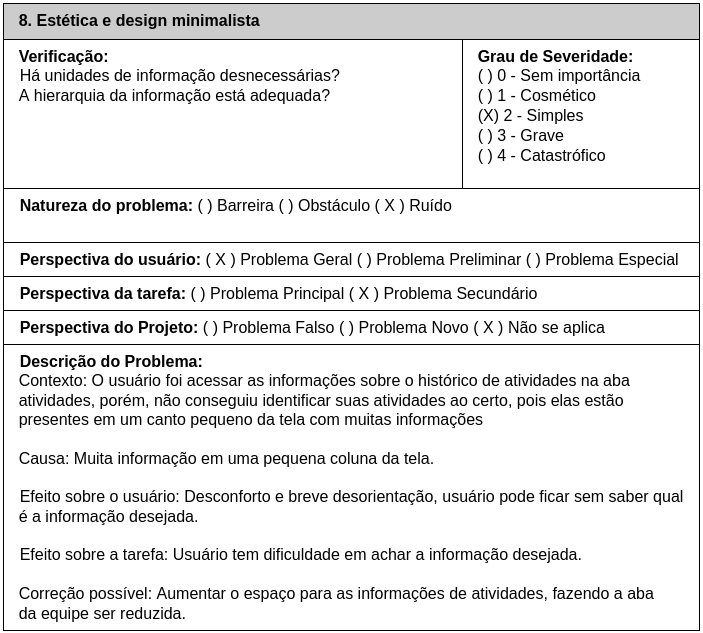 8. Estética e design minimalista
Verificação:
Há unidades de informação desnecessárias?
A hierarquia da informação está adequada?
Grau de Severidade:
( ) 0 - Sem importância
( ) 1 - Cosmético
(X) 2 - Simples
( ) 3 - Grave
( ) 4 - Catastrófico
Natureza do problema: ( ) Barreira ( ) Obstáculo ( X ) Ruído
Perspectiva do usuário: ( X ) Problema Geral ( ) Problema Preliminar ( ) Problema Especial
Perspectiva da tarefa: ( ) Problema Principal ( X ) Problema Secundário
Perspectiva do Projeto: ( ) Problema Falso ( ) Problema Novo ( X ) Não se aplica
Descrição do Problema:
Contexto: O usuário foi acessar as informações sobre o histórico de atividades na aba
atividades, porém, não conseguiu identificar suas atividades ao certo, pois elas estão
presentes em um canto pequeno da tela com muitas informações
Causa: Muita informação em uma pequena coluna da tela.
Efeito sobre o usuário: Desconforto e breve desorientação, usuário pode ficar sem saber qual
é a informação desejada.
Efeito sobre a tarefa: Usuário tem dificuldade em achar a informação desejada.
Correção possível: Aumentar o espaço para as informações de atividades, fazendo a aba
da equipe ser reduzida.